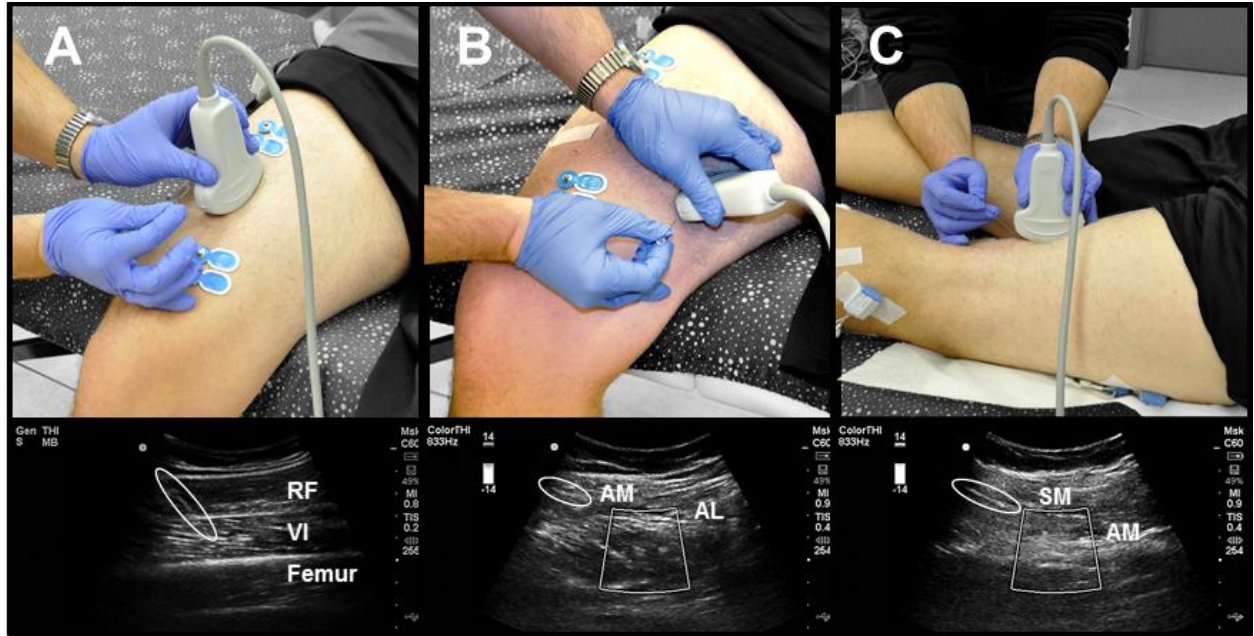 A
B
C
Gen THI
S MB
RF
VI
Femur
Msk
C60
49%
MI
0.8
TIS
0.2
ColorTHI
833Hz
14
-14
AM
AL
Msk
C60
49%
MI
0.9
TIS
0.4
254
ColorTHI
833Hz
14
-14
SM
AM
Msk
C60
49%
MI
0.9
TIS
0.4
254